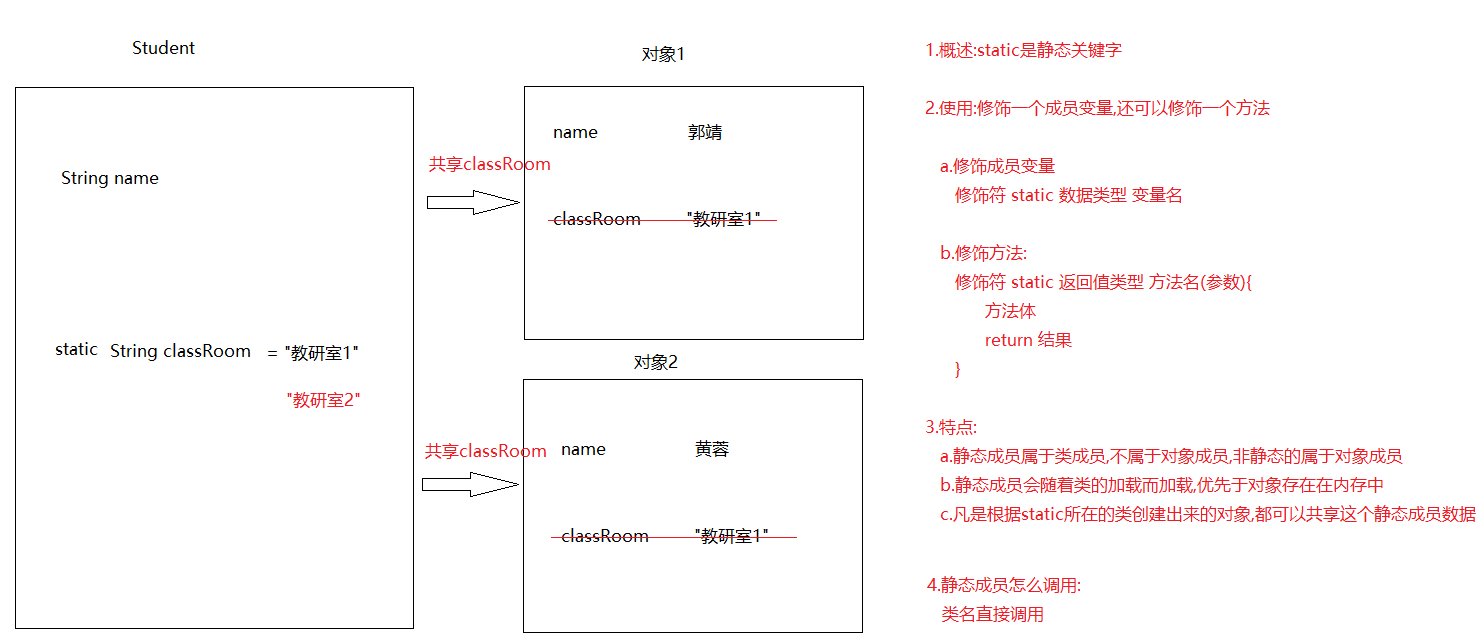 Student
String name
static String classRoom = "教研室1"
"教研室2"
共享classRoom
对象1
name 郭靖
classRoom "教研室1"
共享classRoom
对象2
name 黄蓉
classRoom "教研室1"
1.概述:static是静态关键字
2.使用:修饰一个成员变量,还可以修饰一个方法
a.修饰成员变量
修饰符 static 数据类型 变量名
b.修饰方法:
修饰符 static 返回值类型 方法名(参数){
方法体
return 结果
}
3.特点:
a.静态成员属于类成员,不属于对象成员,非静态的属于对象成员
b.静态成员会随着类的加载而加载,优先于对象存在在内存中
c.凡是根据static所在的类创建出来的对象,都可以共享这个静态成员数据
4.静态成员怎么调用:
类名直接调用